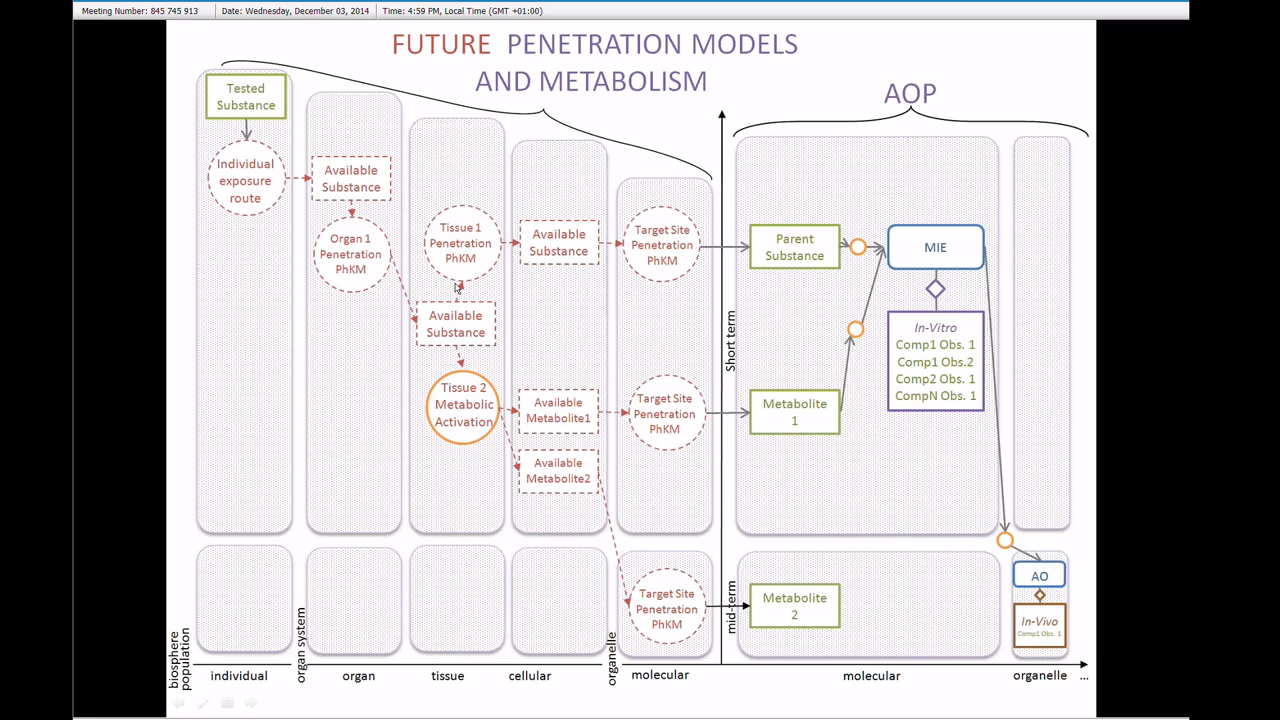 Meeting Number: 845 745 913
Date: Wednesday, December 03, 2014
Time: 4:59 PM, Local Time (GMT +01:00)
FUTURE PENETRATION MODELS
AND METABOLISM
AOP
Tested
Substance
Individual
exposure
route
Available
Substance
Organ 1
Penetration
PhKM
Tissue 1
Penetration
PhKM
Available
Substance
Tissue 2
Metabolic
Activation
Available
Substance
Available
Metabolite1
Available
Metabolite2
Target Site
Penetration
PhKM
Target Site
Penetration
PhKM
Target Site
Penetration
PhKM
Short term
mid-term
Parent
Substance
MIE
In-Vitro
Comp1 Obs. 1
Comp1 Obs.2
Comp2 Obs. 1
CompN Obs. 1
Metabolite
1
Metabolite
2
AO
In-Vivo
Comp1 Obs. 1
biosphere
population
individual
organ system
organ
tissue
cellular
organelle
molecular
molecular
organelle
...